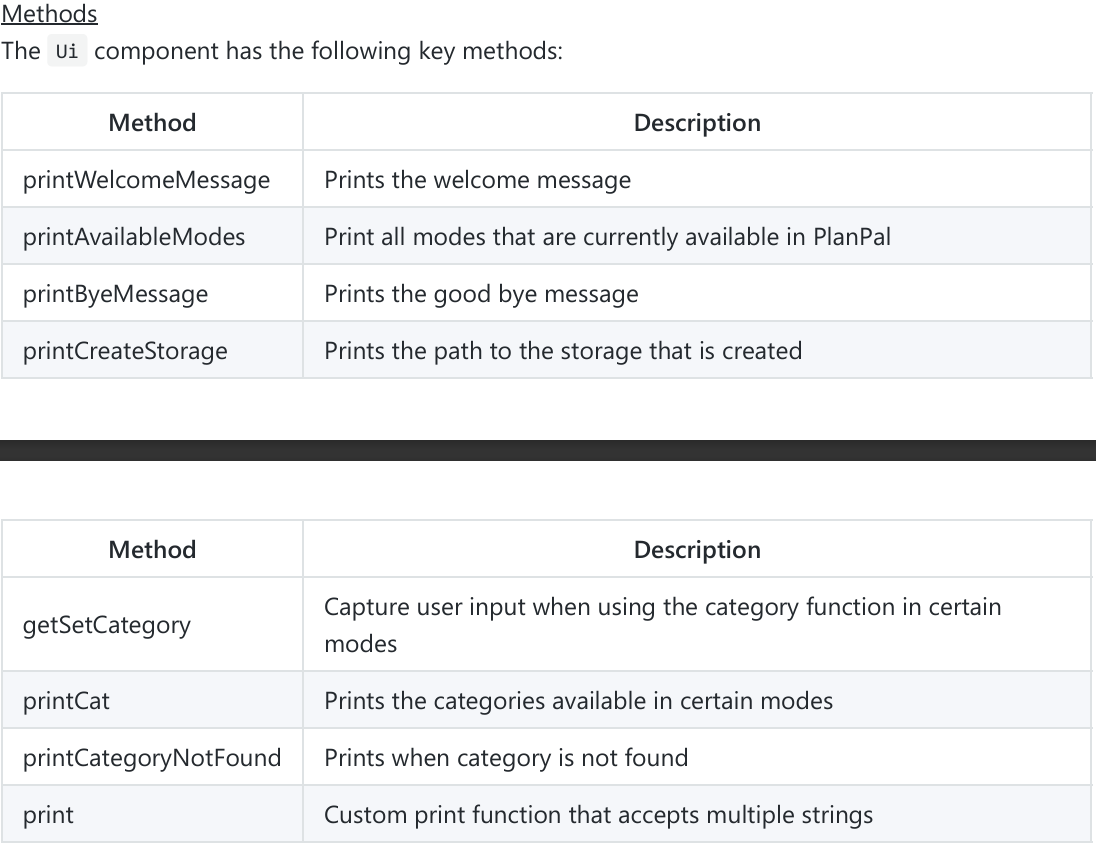 Methods
The Ui component has the following key methods:
Method Description
printWelcomeMessage Prints the welcome message
printAvailableModes Print all modes that are currently available in PlanPal
printByeMessage Prints the good bye message
printCreateStorage Prints the path to the storage that is created
Method Description
getSetCategory Capture user input when using the category function in certain
modes
printCat Prints the categories available in certain modes
printCategoryNotFound Prints when category is not found
print Custom print function that accepts multiple strings